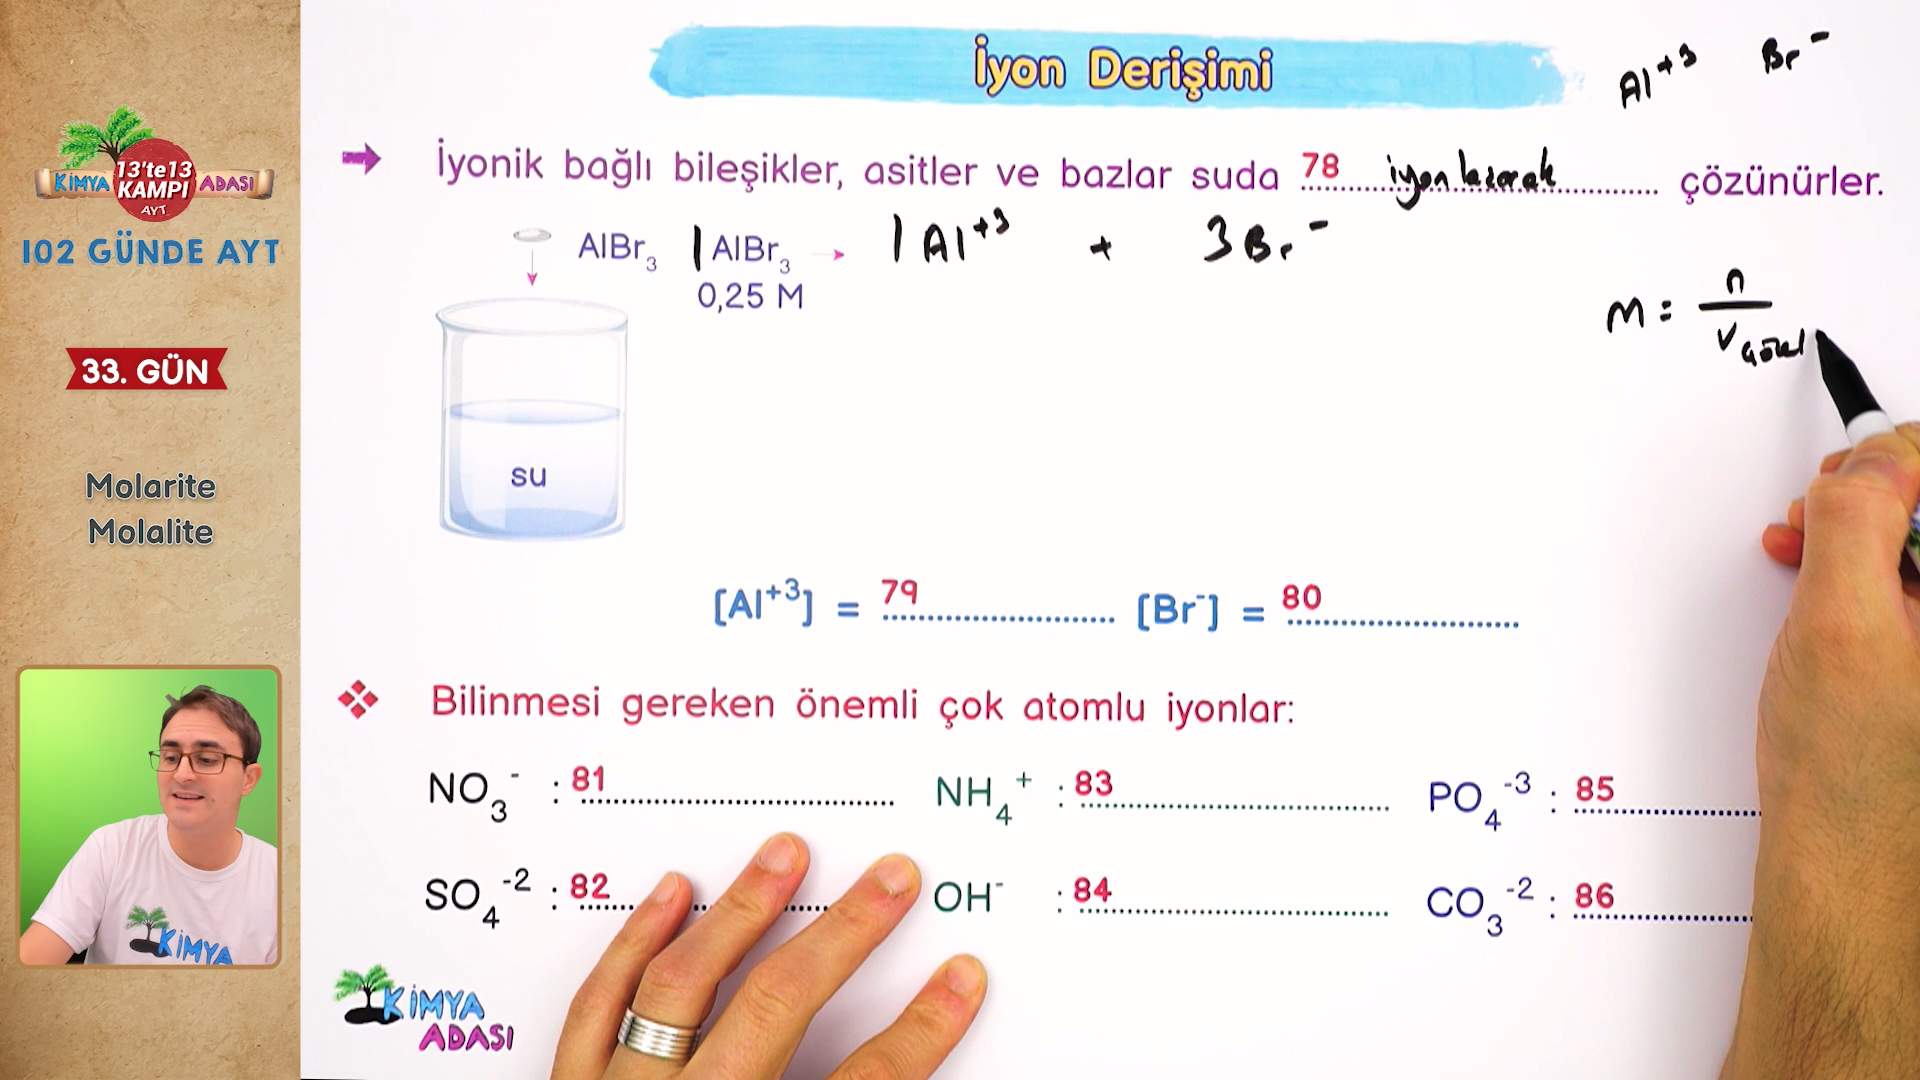 13'te13
KİMYA KAMPI ADASI
AYT
102 GÜNDE AYT
33. GÜN
Molarite
Molalite
KİMYA
İyon Derişimi
Al+3 Br-
İyonik bağlı bileşikler, asitler ve bazlar suda 78 iyonlaşarak çözünürler.
AlBr3 1 AlBr3 → 1 Al+3 + 3Br-
0,25 M
M = n / Vçözel
su
[Al+3] = 79 [Br-] = 80
Bilinmesi gereken önemli çok atomlu iyonlar:
NO3- : 81 NH4+ : 83 PO4-3 : 85
SO4-2 : 82 OH- : 84 CO3-2 : 86
KİMYA
ADASI